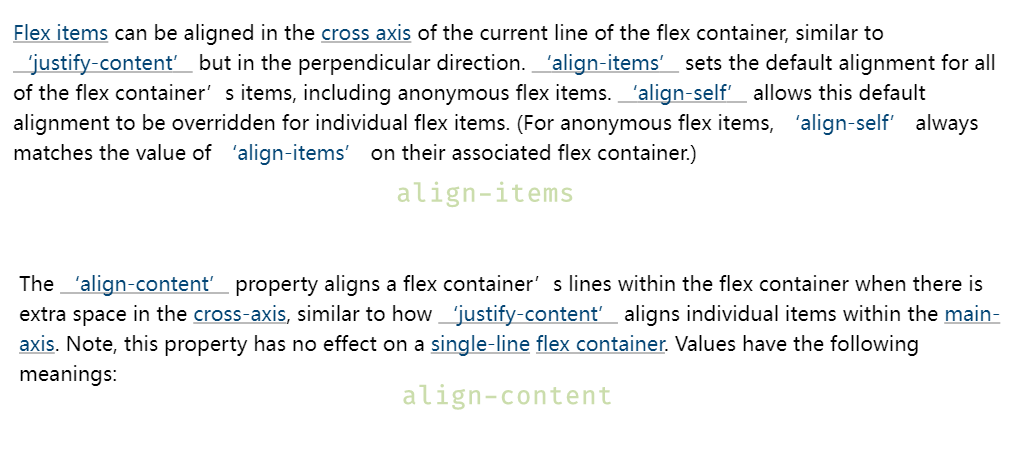 Flex items can be aligned in the cross axis of the current line of the flex container, similar to
‘justify-content’ but in the perpendicular direction. ‘align-items’ sets the default alignment for all
of the flex container’s items, including anonymous flex items. ‘align-self’ allows this default
alignment to be overridden for individual flex items. (For anonymous flex items, ‘align-self’ always
matches the value of ‘align-items’ on their associated flex container.)
align-items
The ‘align-content’ property aligns a flex container’s lines within the flex container when there is
extra space in the cross-axis, similar to how ‘justify-content’ aligns individual items within the main-
axis. Note, this property has no effect on a single-line flex container. Values have the following
meanings:
align-content